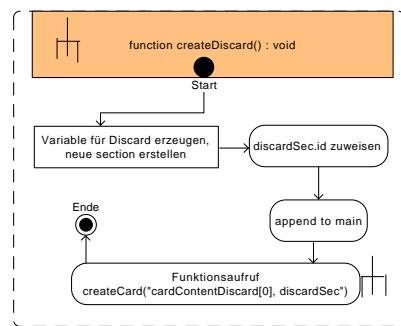 function createDiscard() : void
Start
Variable für Discard erzeugen,
neue section erstellen
discardSec.id zuweisen
append to main
Funktionsaufruf
createCard("cardContentDiscard[0], discardSec")
Ende